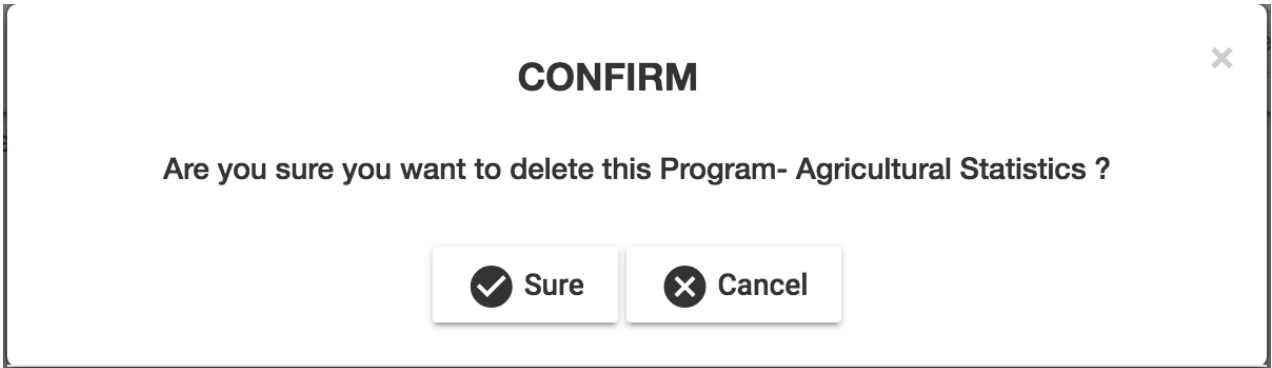 CONFIRM
Are you sure you want to delete this Program- Agricultural Statistics ?
Sure
Cancel